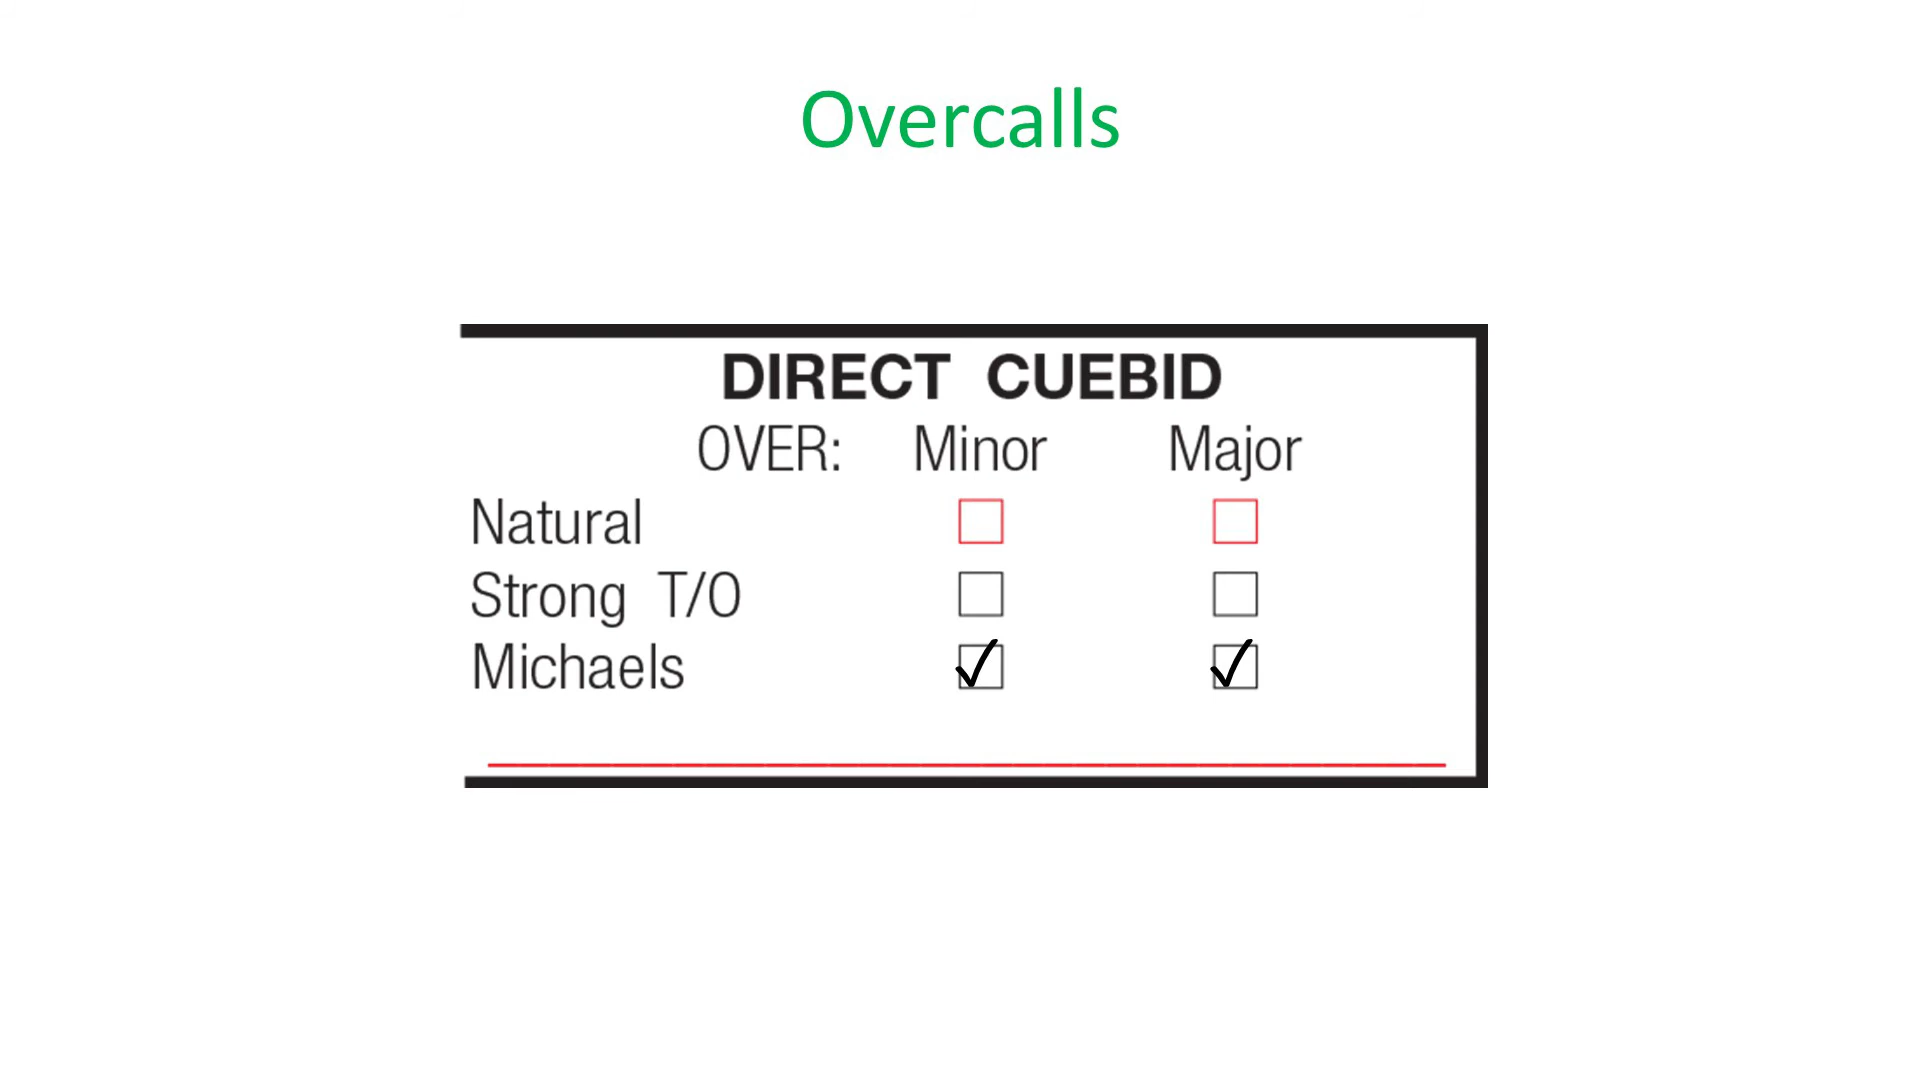 Overcalls
DIRECT CUEBID
OVER: Minor Major
Natural
Strong T/O
Michaels